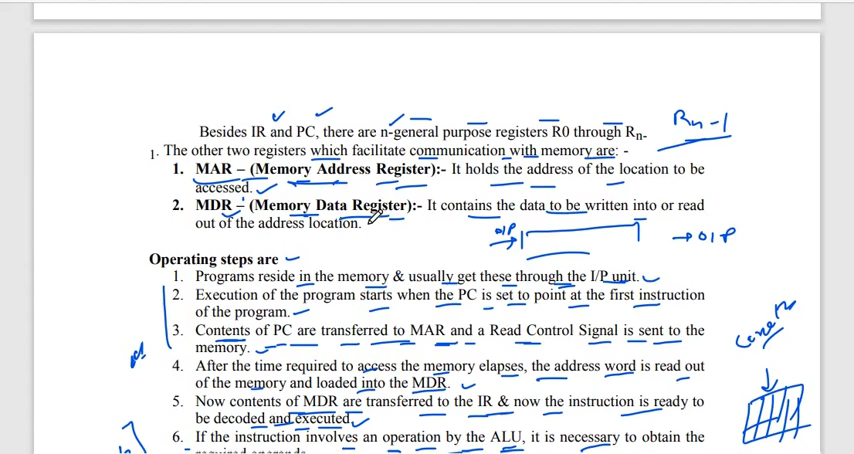 Besides IR and PC, there are n-general purpose registers R0 through Rn-
Rn-1
1. The other two registers which facilitate communication with memory are: -
1. MAR – (Memory Address Register):- It holds the address of the location to be
accessed.
2. MDR – (Memory Data Register):- It contains the data to be written into or read
out of the address location.
→ O/P
Operating steps are
1. Programs reside in the memory & usually get these through the I/P unit.
2. Execution of the program starts when the PC is set to point at the first instruction
of the program.
3. Contents of PC are transferred to MAR and a Read Control Signal is sent to the
memory.
4. After the time required to access the memory elapses, the address word is read out
of the memory and loaded into the MDR.
5. Now contents of MDR are transferred to the IR & now the instruction is ready to
be decoded and executed.
6. If the instruction involves an operation by the ALU, it is necessary to obtain the